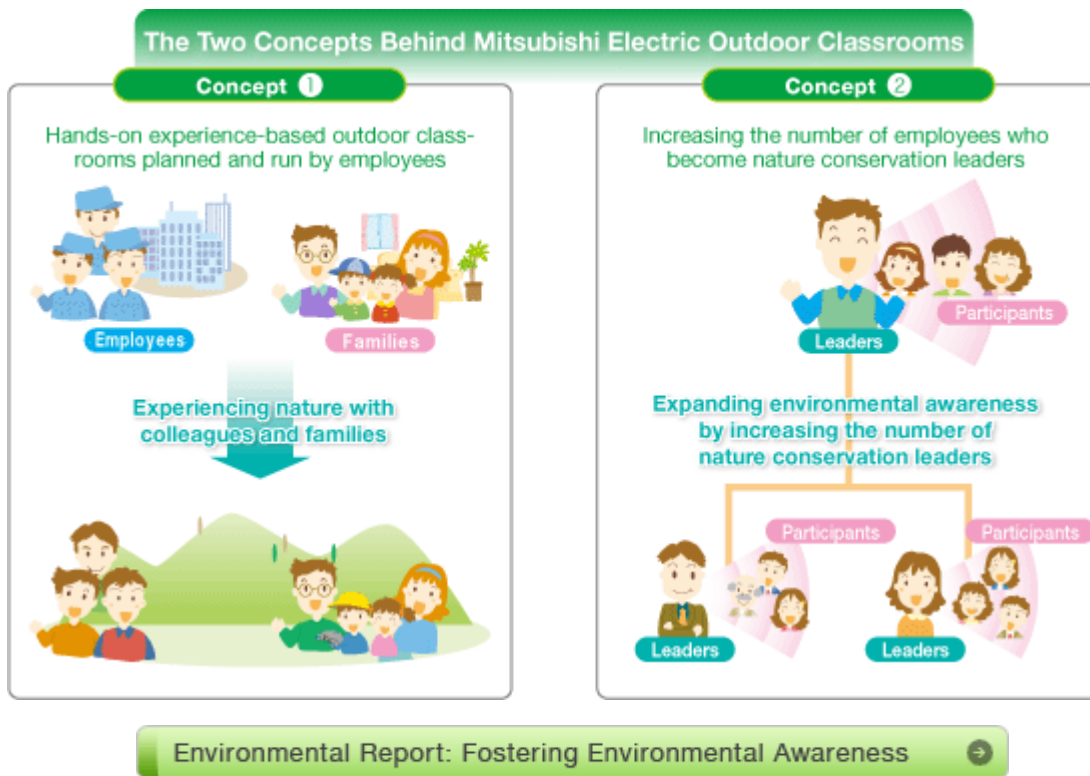 The Two Concepts Behind Mitsubishi Electric Outdoor Classrooms
Concept 1
Hands-on experience-based outdoor class-
rooms planned and run by employees
Employees
Families
Experiencing nature with
colleagues and families
Concept 2
Increasing the number of employees who
become nature conservation leaders
Participants
Leaders
Expanding environmental awareness
by increasing the number of
nature conservation leaders
Participants
Participants
Leaders
Leaders
Environmental Report: Fostering Environmental Awareness